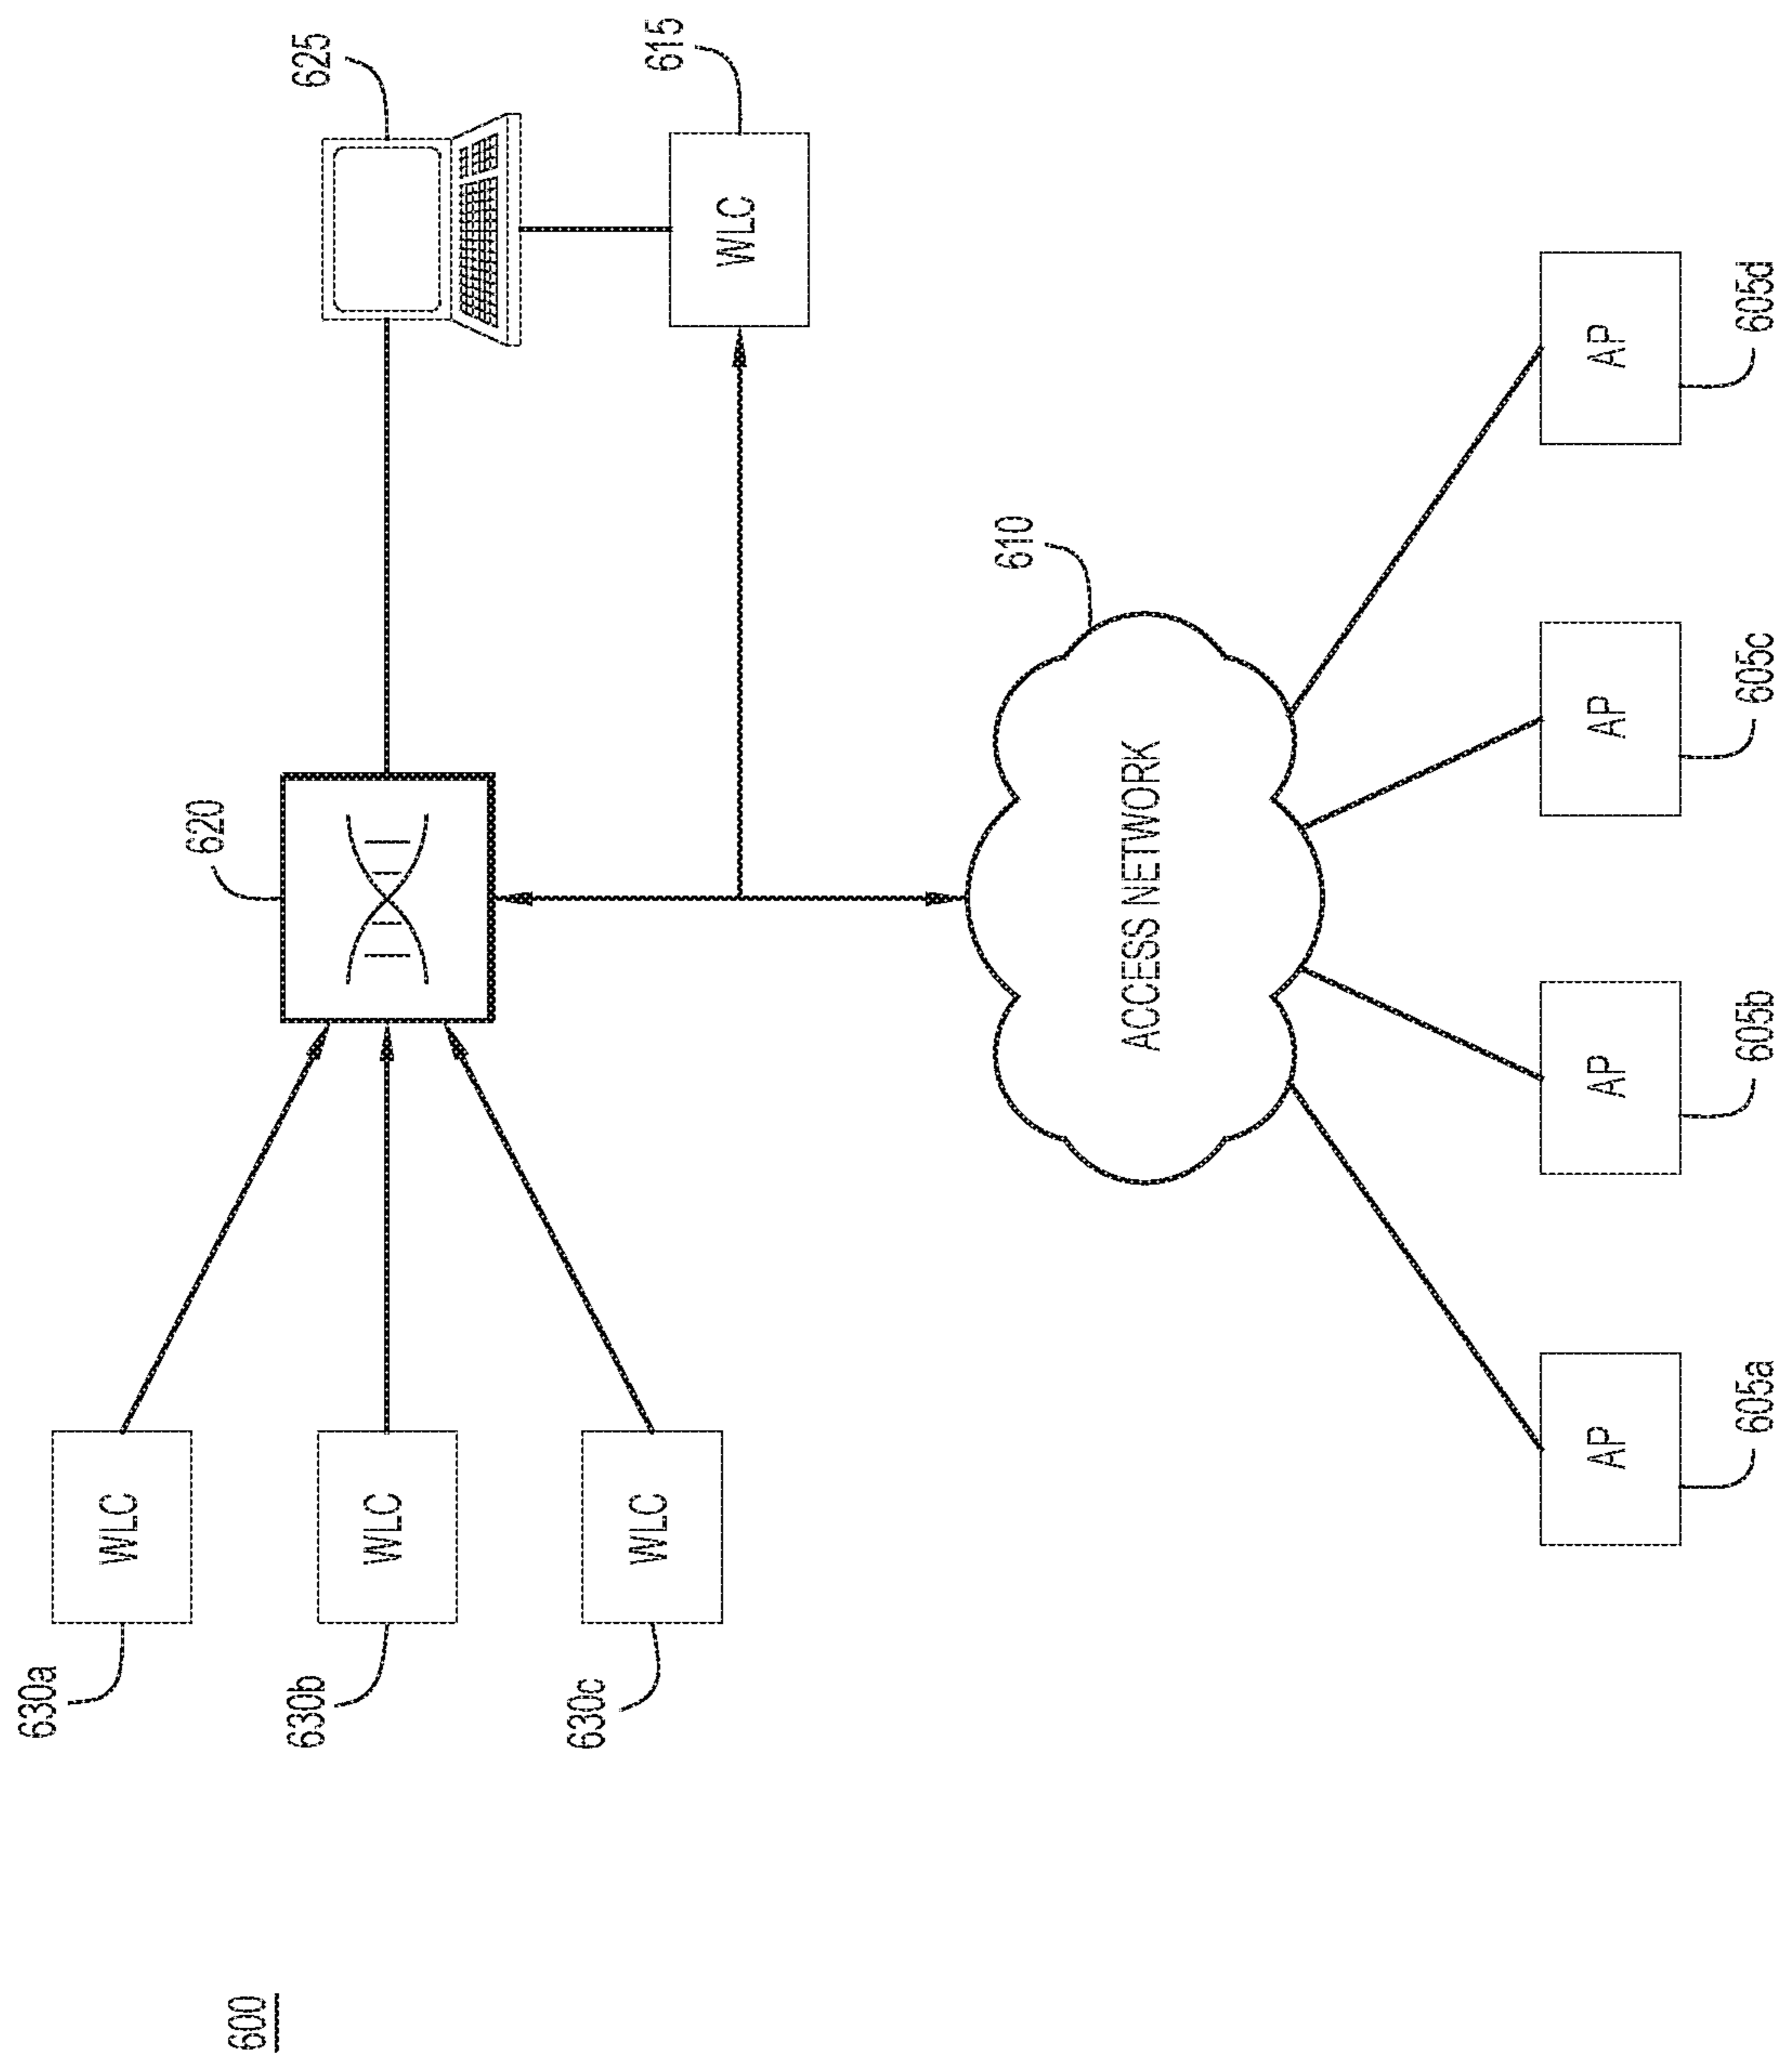 600
630a
WLC
630b
WLC
630c
WLC
620
625
WLC
615
ACCESS NETWORK
610
AP
605a
AP
605b
AP
605c
AP
605d